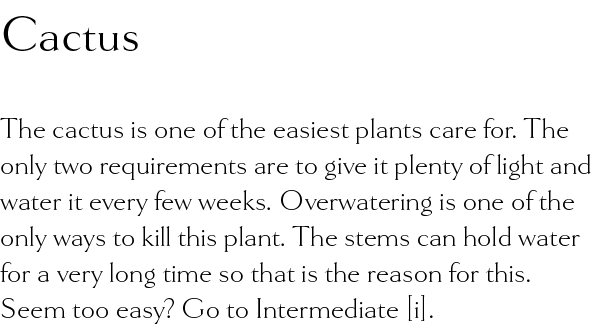 Cactus
The cactus is one of the easiest plants care for. The
only two requirements are to give it plenty of light and
water it every few weeks. Overwatering is one of the
only ways to kill this plant. The stems can hold water
for a very long time so that is the reason for this.
Seem too easy? Go to Intermediate [i].